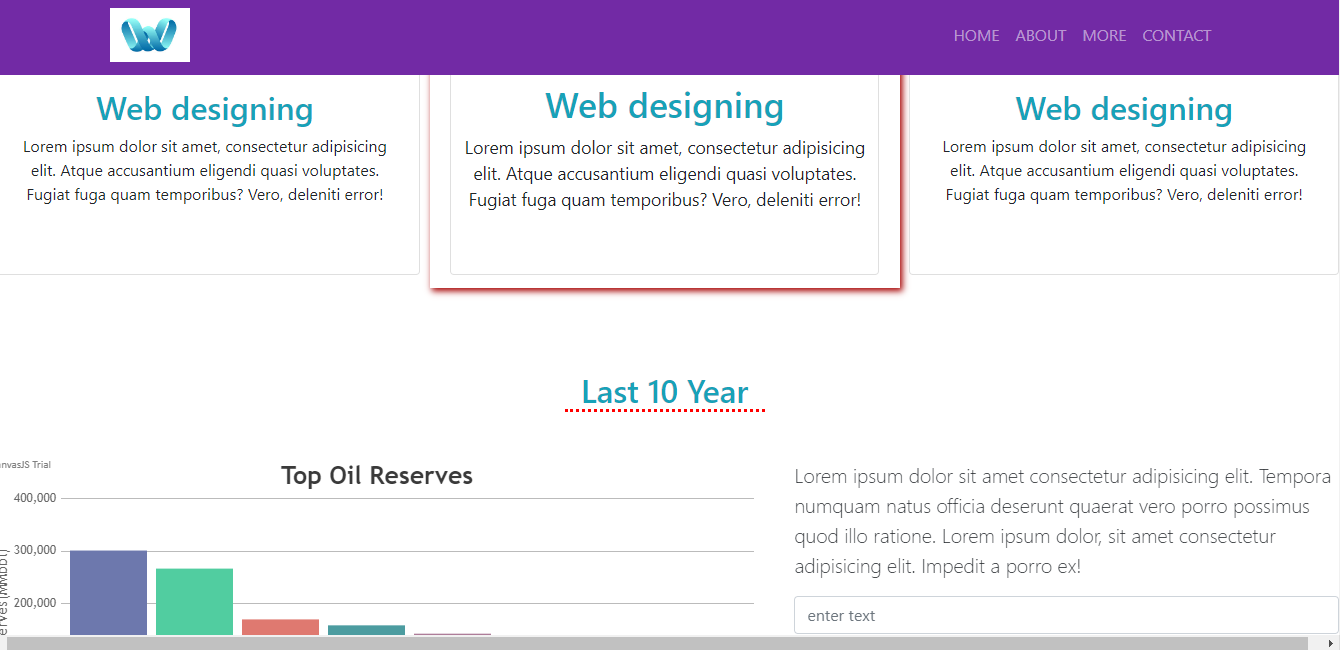 HOME ABOUT MORE CONTACT
Web designing
Lorem ipsum dolor sit amet, consectetur adipisicing
elit. Atque accusantium eligendi quasi voluptates.
Fugiat fuga quam temporibus? Vero, deleniti error!
Web designing
Lorem ipsum dolor sit amet, consectetur adipisicing
elit. Atque accusantium eligendi quasi voluptates.
Fugiat fuga quam temporibus? Vero, deleniti error!
Web designing
Lorem ipsum dolor sit amet, consectetur adipisicing
elit. Atque accusantium eligendi quasi voluptates.
Fugiat fuga quam temporibus? Vero, deleniti error!
Last 10 Year
nvasJS Trial
Top Oil Reserves
400,000
300,000
200,000
erves (MMbbl)
Lorem ipsum dolor sit amet consectetur adipisicing elit. Tempora
numquam natus officia deserunt quaerat vero porro possimus
quod illo ratione. Lorem ipsum dolor, sit amet consectetur
adipisicing elit. Impedit a porro ex!
enter text